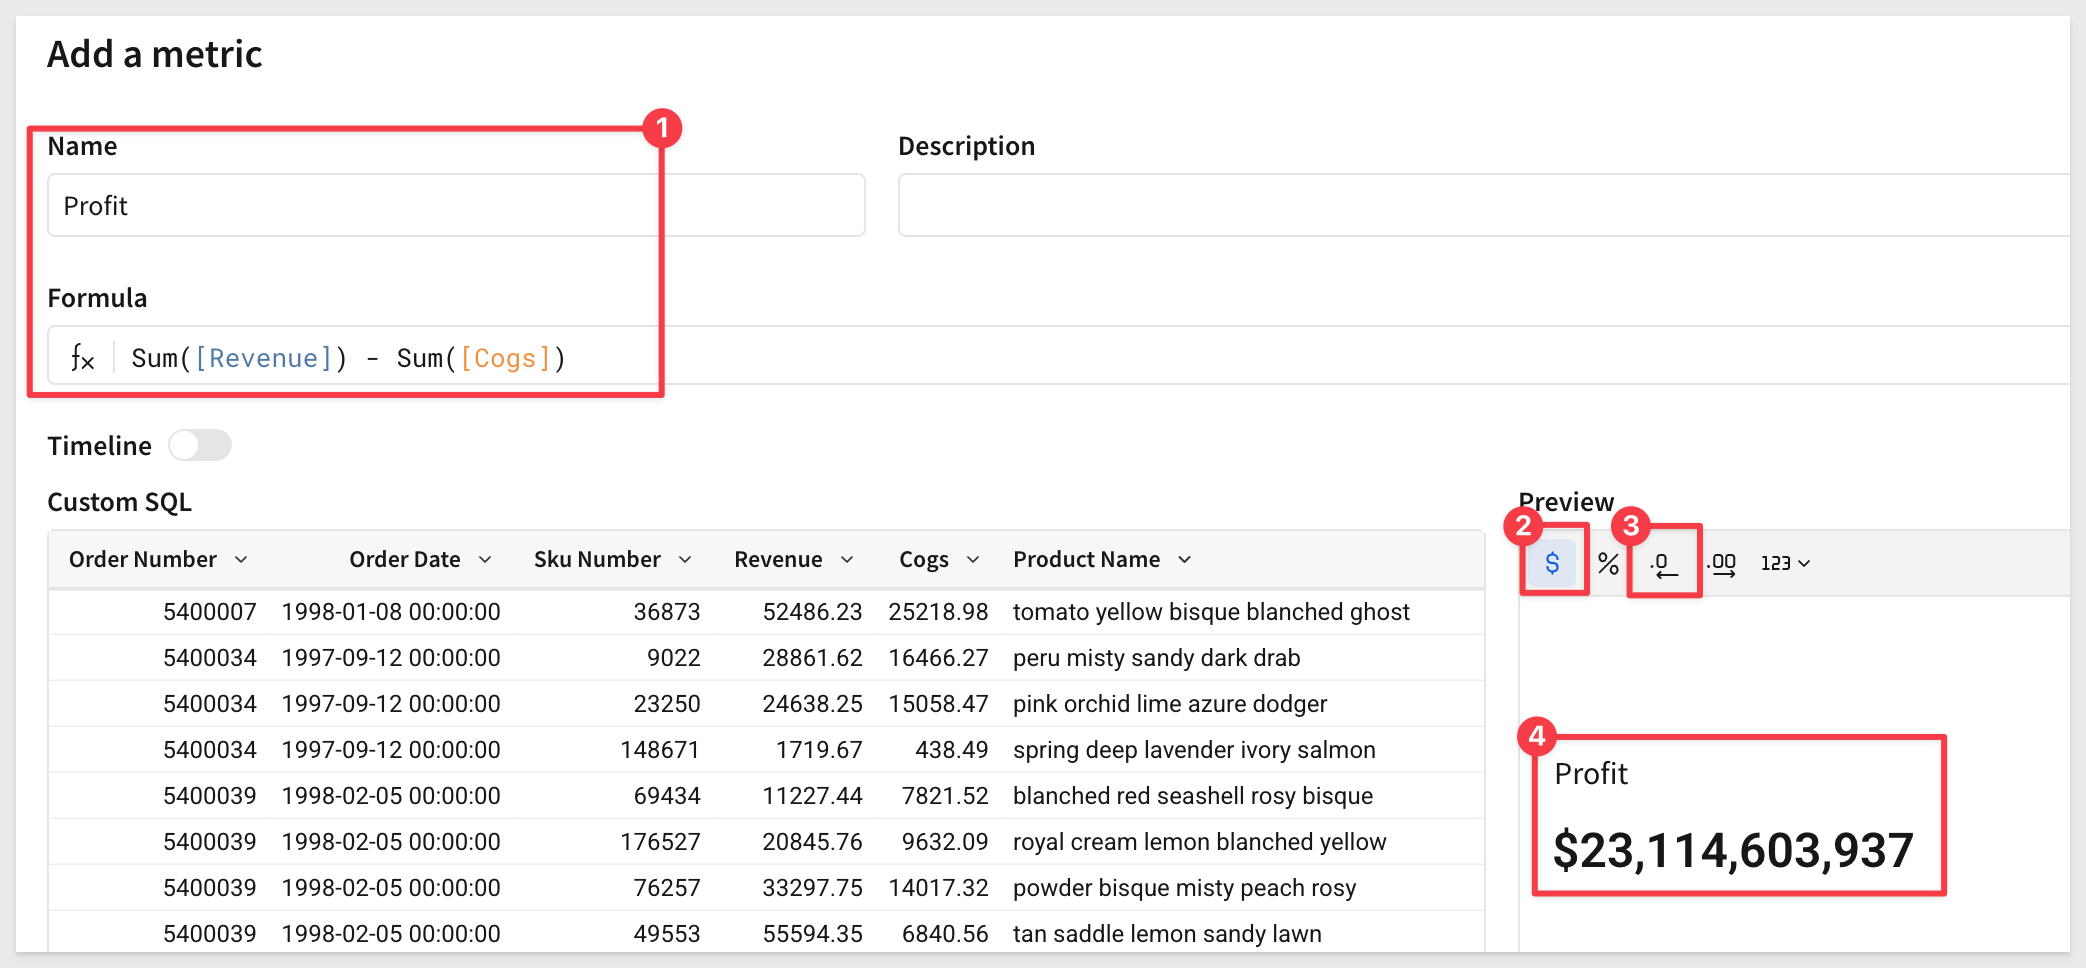 Add a metric
1
Name
Description
Profit
Formula
fx Sum([Revenue]) - Sum([Cogs])
Timeline
Custom SQL
Preview
2
3
$ % .0 .00 123
Order Number Order Date Sku Number Revenue Cogs Product Name
5400007 1998-01-08 00:00:00 36873 52486.23 25218.98 tomato yellow bisque blanched ghost
5400034 1997-09-12 00:00:00 9022 28861.62 16466.27 peru misty sandy dark drab
5400034 1997-09-12 00:00:00 23250 24638.25 15058.47 pink orchid lime azure dodger
5400034 1997-09-12 00:00:00 148671 1719.67 438.49 spring deep lavender ivory salmon
5400039 1998-02-05 00:00:00 69434 11227.44 7821.52 blanched red seashell rosy bisque
5400039 1998-02-05 00:00:00 176527 20845.76 9632.09 royal cream lemon blanched yellow
5400039 1998-02-05 00:00:00 76257 33297.75 14017.32 powder bisque misty peach rosy
5400039 1998-02-05 00:00:00 49553 55594.35 6840.56 tan saddle lemon sandy lawn
4
Profit
$23,114,603,937